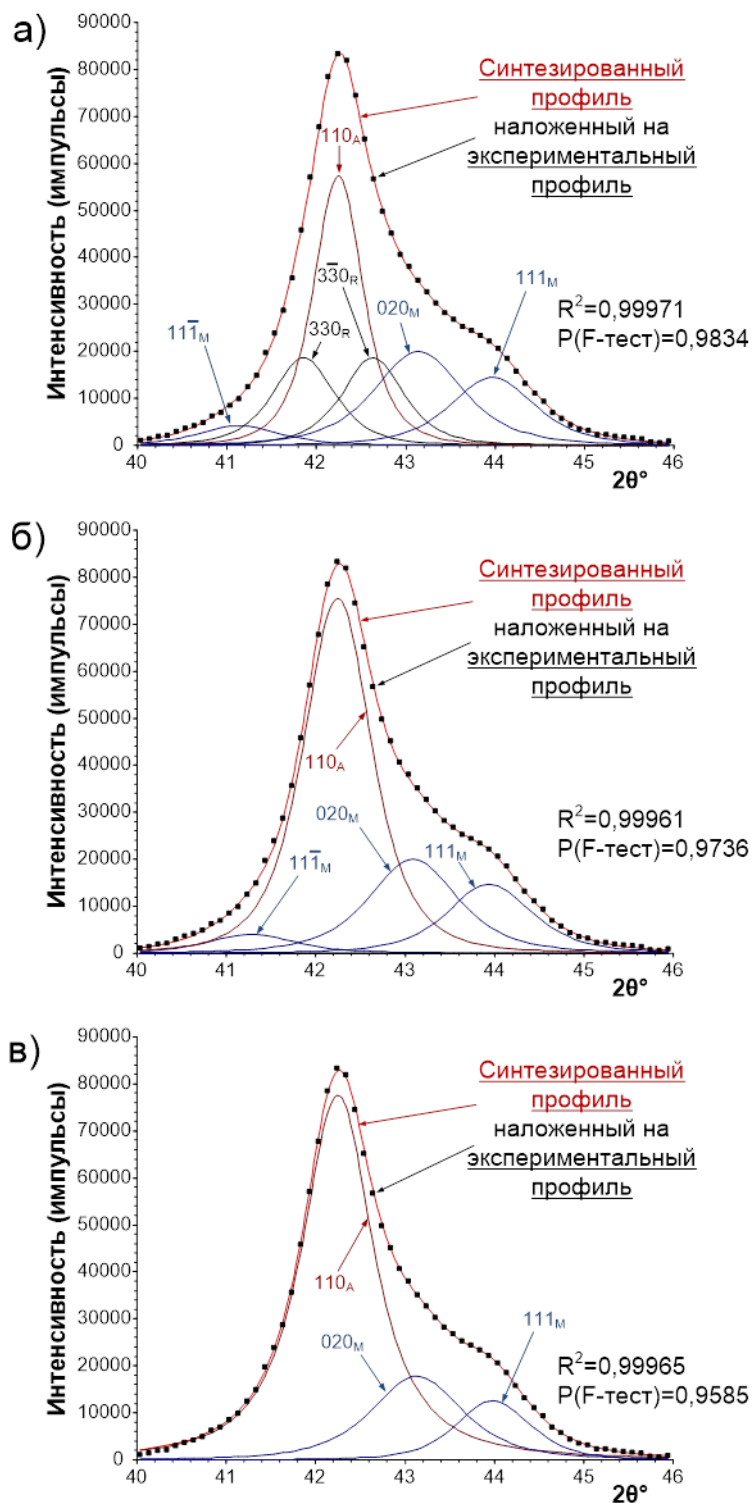 а)
Интенсивность (импульсы)
90000
80000
70000
60000
50000
40000
30000
20000
10000
0
40
41
42
43
44
45
46
2θ°
Синтезированный
профиль
наложенный на
экспериментальный
профиль
110A
33̅0R
330R
111̅M
020M
111M
R²=0,99971
P(F-тест)=0,9834
б)
Интенсивность (импульсы)
90000
80000
70000
60000
50000
40000
30000
20000
10000
0
40
41
42
43
44
45
46
2θ°
Синтезированный
профиль
наложенный на
экспериментальный
профиль
110A
020M
111M
111̅M
R²=0,99961
P(F-тест)=0,9736
в)
Интенсивность (импульсы)
90000
80000
70000
60000
50000
40000
30000
20000
10000
0
40
41
42
43
44
45
46
2θ°
Синтезированный
профиль
наложенный на
экспериментальный
профиль
110A
020M
111M
R²=0,99965
P(F-тест)=0,9585